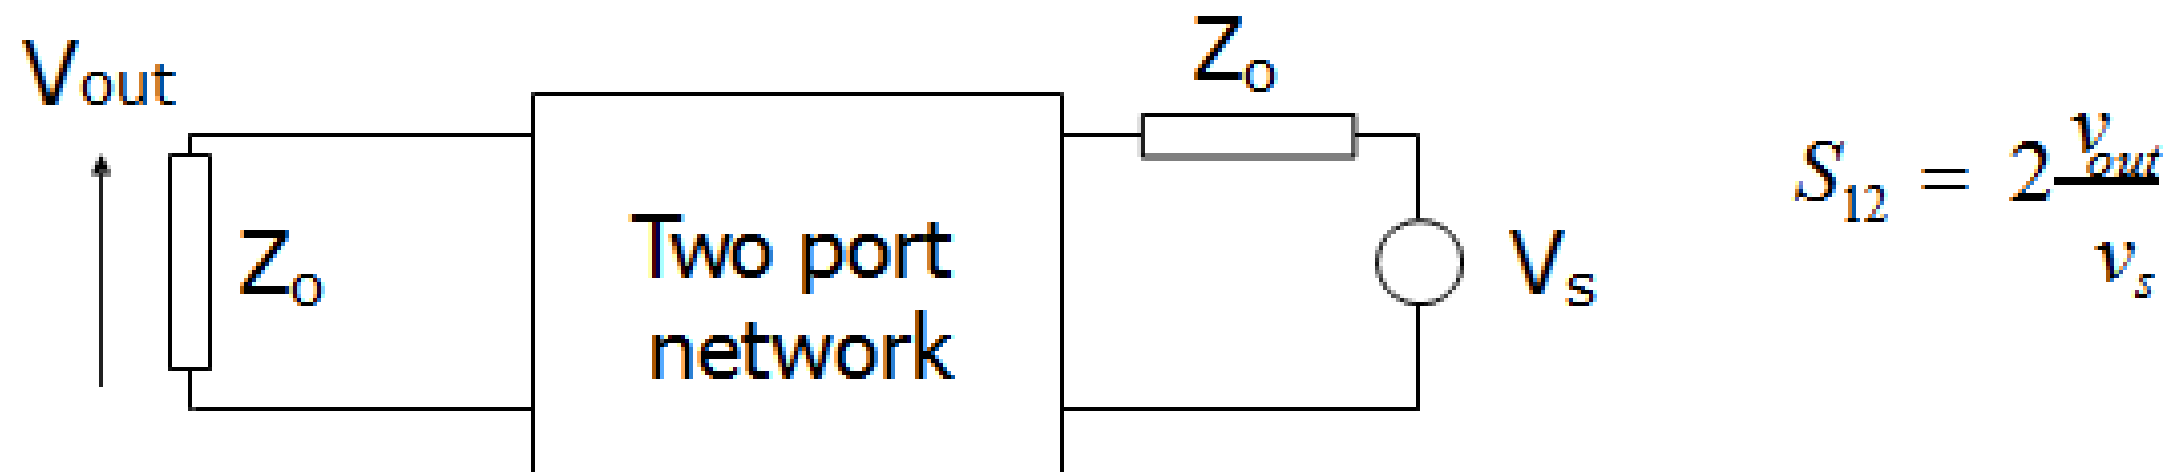 Vout
Zo
Zo
Two port
network
Vs
S12 = 2 vout / vs